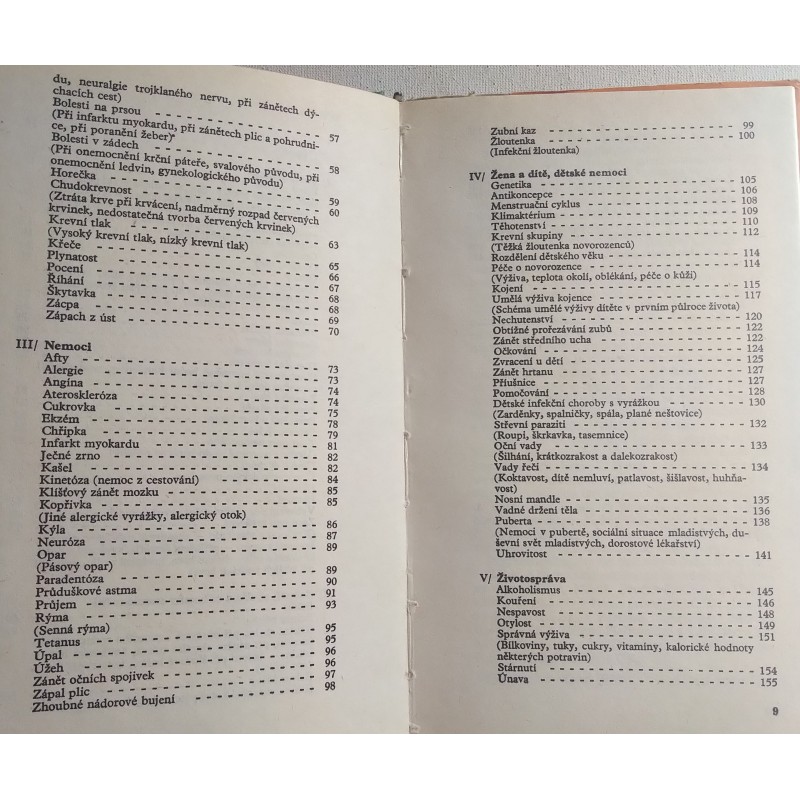 du, neuralgie trojklaného nervu, při zánětech dý-
chacích cest)
Bolesti na prsou - - - - - - - - - - - - - - - - 57
(Při infarktu myokardu, při zánětech plic a pohrudni-
ce, při poranění žeber)
Bolesti v zádech - - - - - - - - - - - - - - - - 58
(Při onemocnění krční páteře, svalového původu, při
onemocnění ledvin, gynekologického původu)
Horečka - - - - - - - - - - - - - - - - 59
Chudokrevnost - - - - - - - - - - - - - - - - 60
(Ztráta krve při krvácení, nadměrný rozpad červených
krvinek, nedostatečná tvorba červených krvinek)
Krevní tlak - - - - - - - - - - - - - - - - 63
(Vysoký krevní tlak, nízký krevní tlak)
Křeče - - - - - - - - - - - - - - - - 65
Plynatost - - - - - - - - - - - - - - - - 66
Pocení - - - - - - - - - - - - - - - - 67
Říhání - - - - - - - - - - - - - - - - 68
Škytavka - - - - - - - - - - - - - - - - 68
Zácpa - - - - - - - - - - - - - - - - 69
Zápach z úst - - - - - - - - - - - - - - - - 70
III/ Nemoci
Afty - - - - - - - - - - - - - - - - 73
Alergie - - - - - - - - - - - - - - - - 73
Angína - - - - - - - - - - - - - - - - 74
Ateroskleróza - - - - - - - - - - - - - - - - 74
Cukrovka - - - - - - - - - - - - - - - - 75
Ekzém - - - - - - - - - - - - - - - - 78
Chřipka - - - - - - - - - - - - - - - - 79
Infarkt myokardu - - - - - - - - - - - - - - - - 81
Ječné zrno - - - - - - - - - - - - - - - - 82
Kašel - - - - - - - - - - - - - - - - 82
Kinetóza (nemoc z cestování) - - - - - - - - - - 84
Klíšťový zánět mozku - - - - - - - - - - - - - 85
Kopřivka - - - - - - - - - - - - - - - - 85
(Jiné alergické vyrážky, alergický otok)
Kýla - - - - - - - - - - - - - - - - 86
Neuróza - - - - - - - - - - - - - - - - 87
Opar - - - - - - - - - - - - - - - - 89
(Pásový opar)
Paradentóza - - - - - - - - - - - - - - - - 89
Průduškové astma - - - - - - - - - - - - - - - - 90
Průjem - - - - - - - - - - - - - - - - 91
Rýma - - - - - - - - - - - - - - - - 93
(Senná rýma)
Tetanus - - - - - - - - - - - - - - - - 95
Úpal - - - - - - - - - - - - - - - - 95
Úžeh - - - - - - - - - - - - - - - - 96
Zánět očních spojivek - - - - - - - - - - - - - 96
Zápal plic - - - - - - - - - - - - - - - - 97
Zhoubné nádorové bujení - - - - - - - - - - - - 98
Zubní kaz - - - - - - - - - - - - - - - - 99
Žloutenka - - - - - - - - - - - - - - - - 100
(Infekční žloutenka)
IV/ Žena a dítě, dětské nemoci
Genetika - - - - - - - - - - - - - - - - 105
Antikoncepce - - - - - - - - - - - - - - - - 106
Menstruační cyklus - - - - - - - - - - - - - - - - 108
Klimaktérium - - - - - - - - - - - - - - - - 109
Těhotenství - - - - - - - - - - - - - - - - 110
Krevní skupiny - - - - - - - - - - - - - - - - 112
(Těžká žloutenka novorozenců)
Rozdělení dětského věku - - - - - - - - - - - - 114
Péče o novorozence - - - - - - - - - - - - - - 114
(Výživa, teplota okolí, oblékání, péče o kůži)
Kojení - - - - - - - - - - - - - - - - 115
Umělá výživa kojence - - - - - - - - - - - - - 117
(Schéma umělé výživy dítěte v prvním půlroce života)
Nechutenství - - - - - - - - - - - - - - - - 120
Obtížné prořezávání zubů - - - - - - - - - - - - 122
Zánět středního ucha - - - - - - - - - - - - - 122
Očkování - - - - - - - - - - - - - - - - 124
Zvracení u dětí - - - - - - - - - - - - - - - - 125
Zánět hrtanu - - - - - - - - - - - - - - - - 127
Příušnice - - - - - - - - - - - - - - - - 127
Pomočování - - - - - - - - - - - - - - - - 128
Dětské infekční choroby s vyrážkou - - - - - - - - 130
(Zarděnky, spalničky, spála, plané neštovice)
Střevní paraziti - - - - - - - - - - - - - - - - 132
(Roupi, škrkavka, tasemnice)
Oční vady - - - - - - - - - - - - - - - - 133
(Šilhání, krátkozrakost a dalekozrakost)
Vady řeči - - - - - - - - - - - - - - - - 134
(Koktavost, dítě nemluví, patlavost, šišlavost, huhňa-
vost)
Nosní mandle - - - - - - - - - - - - - - - - 135
Vadné držení těla - - - - - - - - - - - - - - - 136
Puberta - - - - - - - - - - - - - - - - 138
(Nemoci v pubertě, sociální situace mladistvých, du-
ševní svět mladistvých, dorostové lékařství)
Uhrovitost - - - - - - - - - - - - - - - - 141
V/ Životospráva
Alkoholismus - - - - - - - - - - - - - - - - 145
Kouření - - - - - - - - - - - - - - - - 146
Nespavost - - - - - - - - - - - - - - - - 148
Otylost - - - - - - - - - - - - - - - - 149
Správná výživa - - - - - - - - - - - - - - - - 151
(Bílkoviny, tuky, cukry, vitamíny, kalorické hodnoty
některých potravin)
Stárnutí - - - - - - - - - - - - - - - - 154
Únava - - - - - - - - - - - - - - - - 155
9